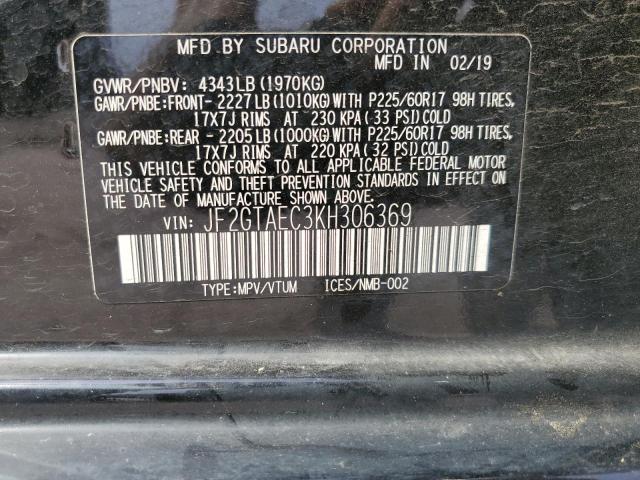 MFD BY SUBARU CORPORATION
MFD IN 02/19
GVWR/PNBV: 4343LB (1970KG)
GAWR/PNBE:FRONT- 2227LB (1010KG) WITH P225/60R17 98H TIRES,
17X7J RIMS AT 230 KPA (33 PSI) COLD
GAWR/PNBE:REAR - 2205LB (1000KG) WITH P225/60R17 98H TIRES,
17X7J RIMS AT 220 KPA (32 PSI) COLD
THIS VEHICLE CONFORMS TO ALL APPLICABLE FEDERAL MOTOR
VEHICLE SAFETY AND THEFT PREVENTION STANDARDS IN EFFECT
ON THE DATE OF MANUFACTURE SHOWN ABOVE.
VIN: JF2GTAEC3KH306369
TYPE:MPV/VTUM ICES/NMB-002